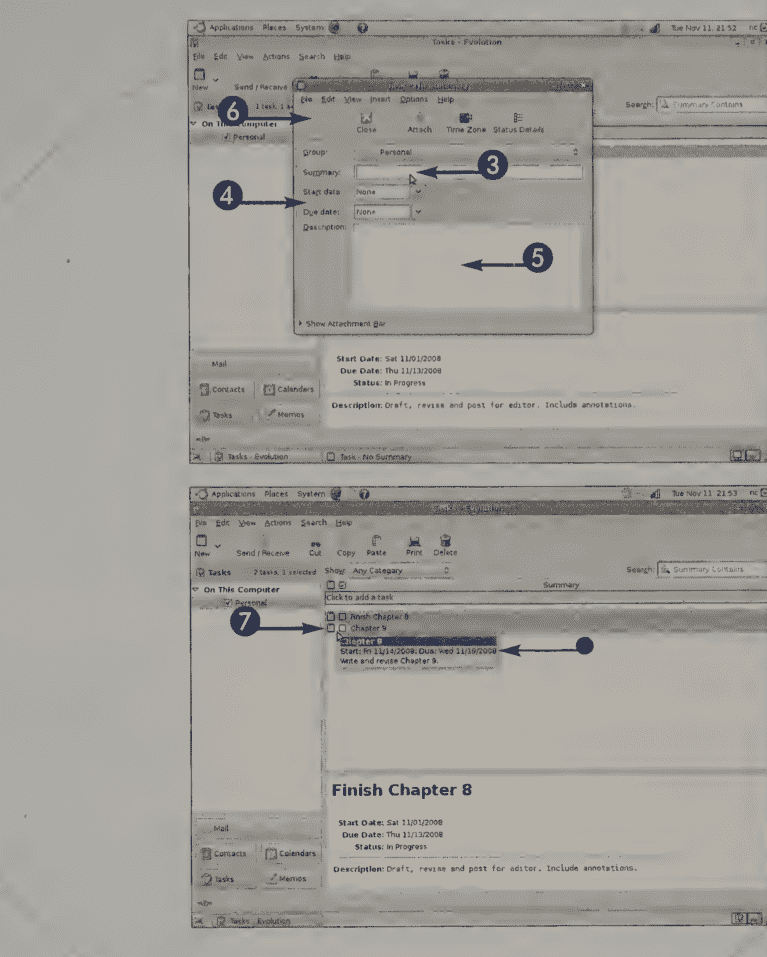 Applications Places System Tue Nov 11, 21:52
Tasks - Evolution
File Edit View Actions Search Help
New Send / Receive
1 task, Search: Summary Contains
6
File Edit View Insert Options Help
Close Attach Time Zone Status Details
On This Computer
Personal
Group: Personal
Summary: 3
4 Start date: None
Due date: None
Description:
5
Show Attachment Bar
Start Date: Sat 11/01/2008
Due Date: Thu 11/13/2008
Status: In Progress
Description: Draft, revise and post for editor. Include annotations.
Mail
Contacts Calendars
Tasks Memos
Tasks - Evolution Task - No Summary
Applications Places System Tue Nov 11, 21:53
Tasks - Evolution
File Edit View Actions Search Help
New Send / Receive Cut Copy Paste Print Delete
Tasks 2 tasks, 1 selected Show: Any Category Search: Summary Contains
On This Computer
Personal
Summary
Click to add a task
Finish Chapter 8
7 Chapter 9
Chapter 9
Start: Fri 11/14/2008, Due: Wed 11/19/2008
Write and revise Chapter 9.
Finish Chapter 8
Start Date: Sat 11/01/2008
Due Date: Thu 11/13/2008
Status: In Progress
Description: Draft, revise and post for editor. Include annotations.
Mail
Contacts Calendars
Tasks Memos
Tasks - Evolution